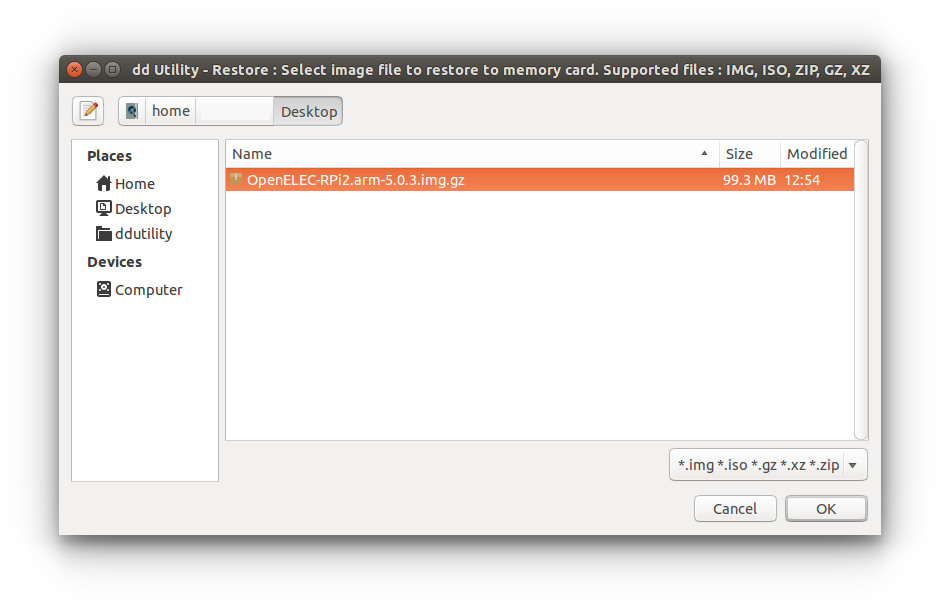 dd Utility - Restore : Select image file to restore to memory card. Supported files : IMG, ISO, ZIP, GZ, XZ
home Desktop
Places
Home
Desktop
ddutility
Devices
Computer
Name Size Modified
OpenELEC-RPi2.arm-5.0.3.img.gz 99.3 MB 12:54
*.img *.iso *.gz *.xz *.zip
Cancel OK